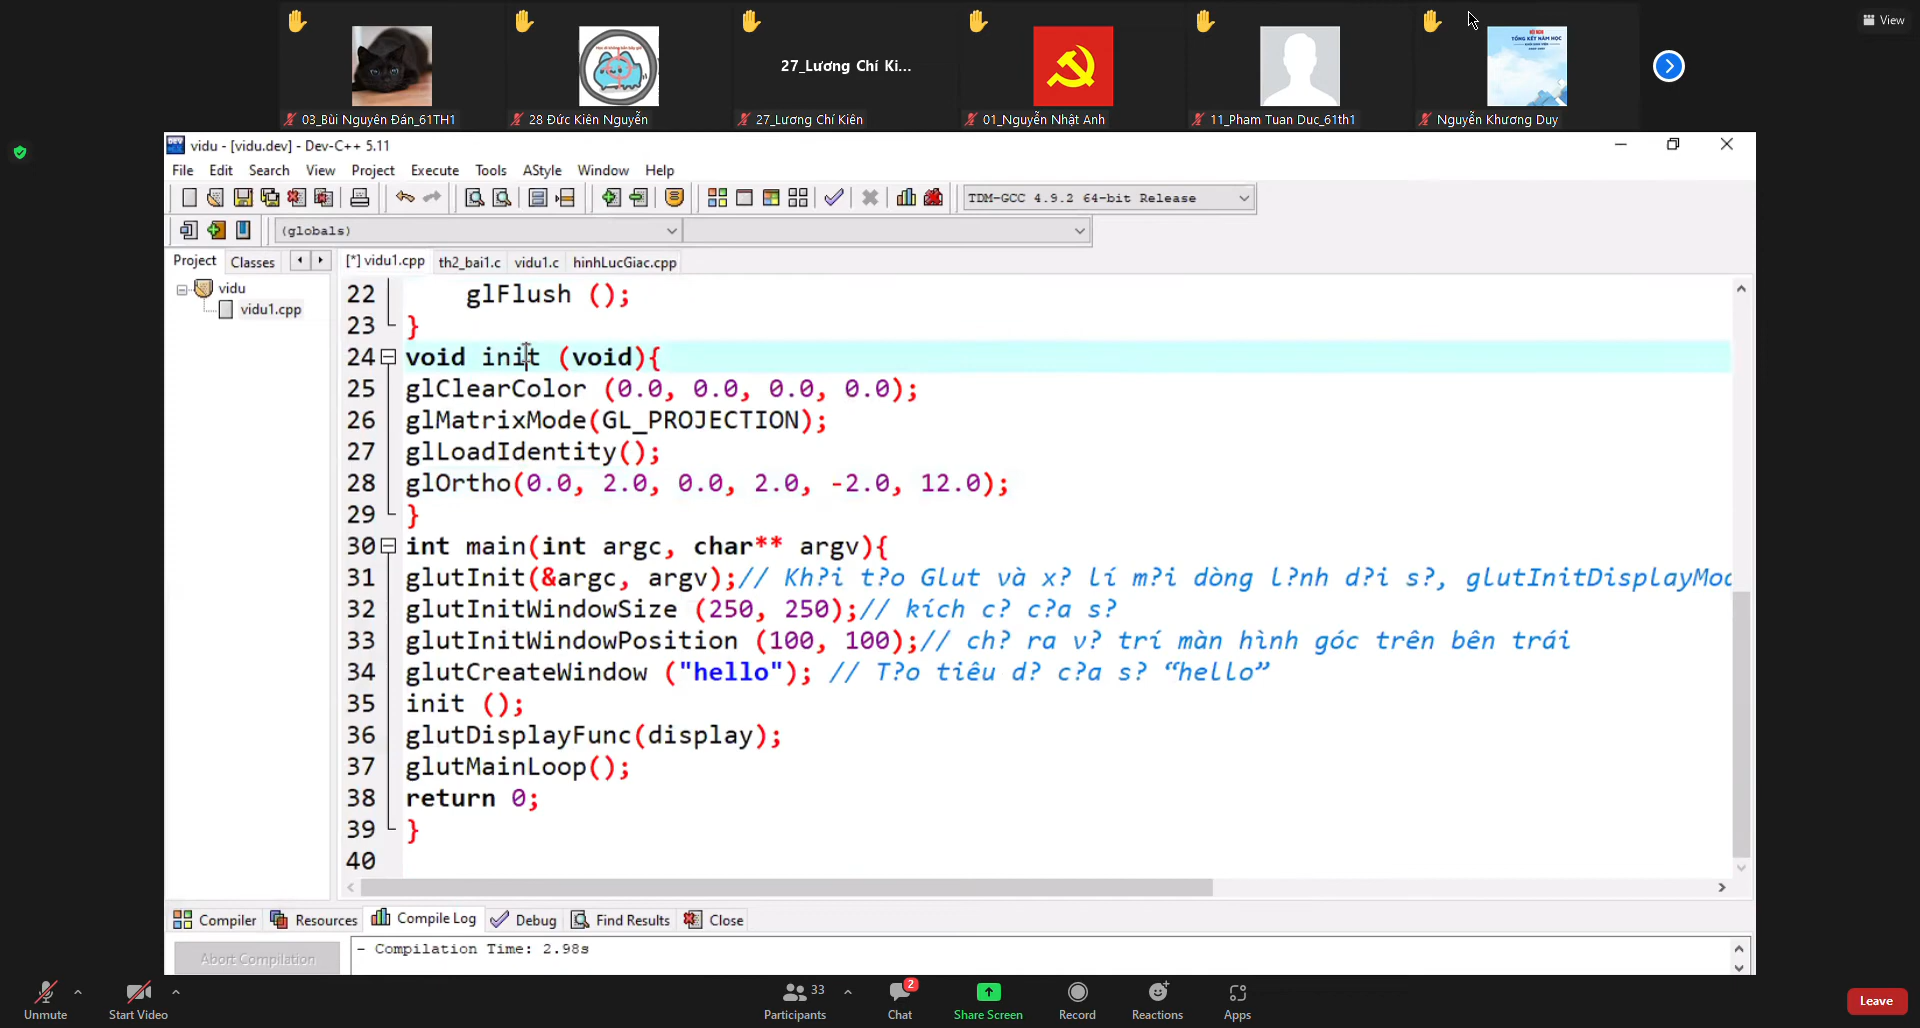 View
27_Lương Chí Ki...
TỔNG KẾT NĂM HỌC
03_Bùi Nguyên Đán_61TH1
28 Đức Kiên Nguyễn
27_Lương Chí Kiên
01_Nguyễn Nhật Anh
11_Pham Tuan Duc_61th1
Nguyễn Khương Duy
vidu - [vidu.dev] - Dev-C++ 5.11
File Edit Search View Project Execute Tools AStyle Window Help
TDM-GCC 4.9.2 64-bit Release
(globals)
Project Classes
[*] vidu1.cpp th2_bai1.c vidu1.c hinhLucGiac.cpp
vidu
vidu1.cpp
22 glFlush ();
23 }
24 void init (void){
25 glClearColor (0.0, 0.0, 0.0, 0.0);
26 glMatrixMode(GL_PROJECTION);
27 glLoadIdentity();
28 glOrtho(0.0, 2.0, 0.0, 2.0, -2.0, 12.0);
29 }
30 int main(int argc, char** argv){
31 glutInit(&argc, argv);// Kh?i t?o Glut và x? lí m?i dòng l?nh d?i s?, glutInitDisplayMod
32 glutInitWindowSize (250, 250);// kích c? c?a s?
33 glutInitWindowPosition (100, 100);// ch? ra v? trí màn hình góc trên bên trái
34 glutCreateWindow ("hello"); // T?o tiêu d? c?a s? “hello”
35 init ();
36 glutDisplayFunc(display);
37 glutMainLoop();
38 return 0;
39 }
40
Compiler Resources Compile Log Debug Find Results Close
Abort Compilation
- Compilation Time: 2.98s
Unmute
Start Video
33
Participants
2
Chat
Share Screen
Record
Reactions
Apps
Leave